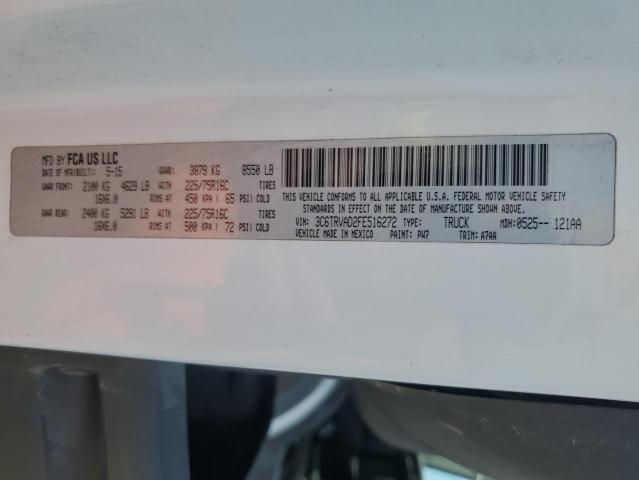 MFD BY FCA US LLC
DATE OF MFR(BUILT): 5-15 GVWR: 3879 KG 8550 LB
GAWR FRONT: 2100 KG 4629 LB WITH 225/75R16C TIRES
16X6.0 RIMS AT 450 KPA ( 65 PSI) COLD
GAWR REAR: 2400 KG 5291 LB WITH 225/75R16C TIRES
16X6.0 RIMS AT 500 KPA ( 72 PSI) COLD
THIS VEHICLE CONFORMS TO ALL APPLICABLE U.S.A. FEDERAL MOTOR VEHICLE SAFETY
STANDARDS IN EFFECT ON THE DATE OF MANUFACTURE SHOWN ABOVE.
VIN: 3C6TRVAD2FE516272 TYPE: TRUCK MDH:0525-- 121AA
VEHICLE MADE IN MEXICO PAINT: PW7 TRIM: A7AA